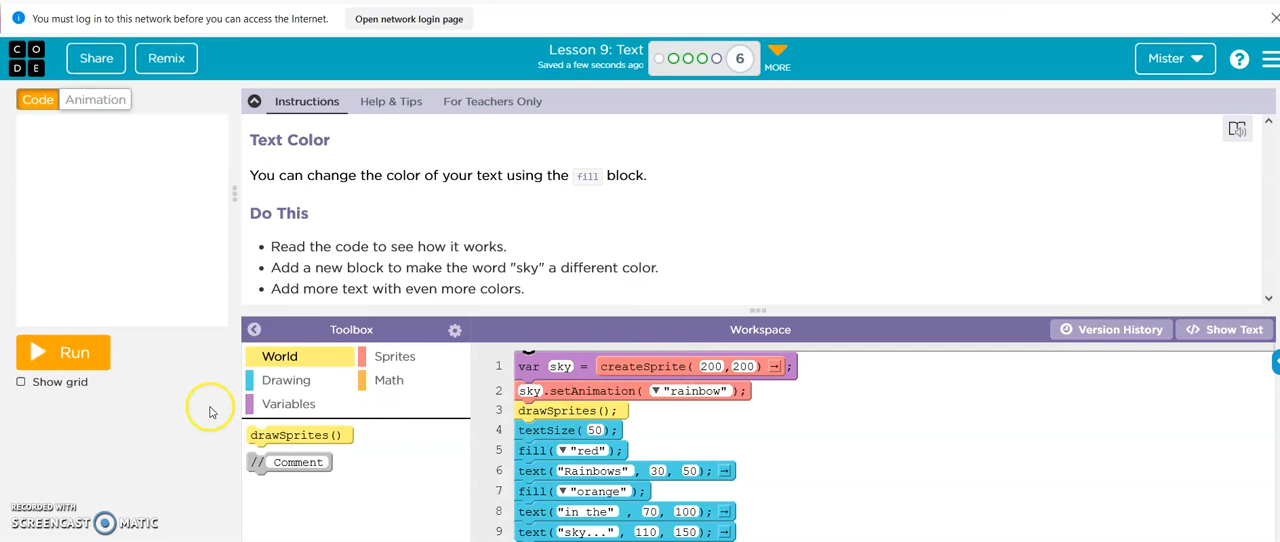 You must log in to this network before you can access the Internet. Open network login page
C O D E Share Remix Lesson 9: Text Saved a few seconds ago 6 MORE Mister ?
Code Animation Instructions Help & Tips For Teachers Only
Text Color
You can change the color of your text using the fill block.
Do This
Read the code to see how it works.
Add a new block to make the word "sky" a different color.
Add more text with even more colors.
Toolbox Workspace Version History </> Show Text
Run
Show grid
World Sprites
Drawing Math
Variables
drawSprites()
// Comment
1 var sky = createSprite( 200,200);
2 sky.setAnimation( "rainbow");
3 drawSprites();
4 textSize( 50);
5 fill( "red");
6 text("Rainbows", 30, 50);
7 fill( "orange");
8 text("in the" , 70, 100);
9 text("sky...", 110, 150);
RECORDED WITH
SCREENCAST MATIC